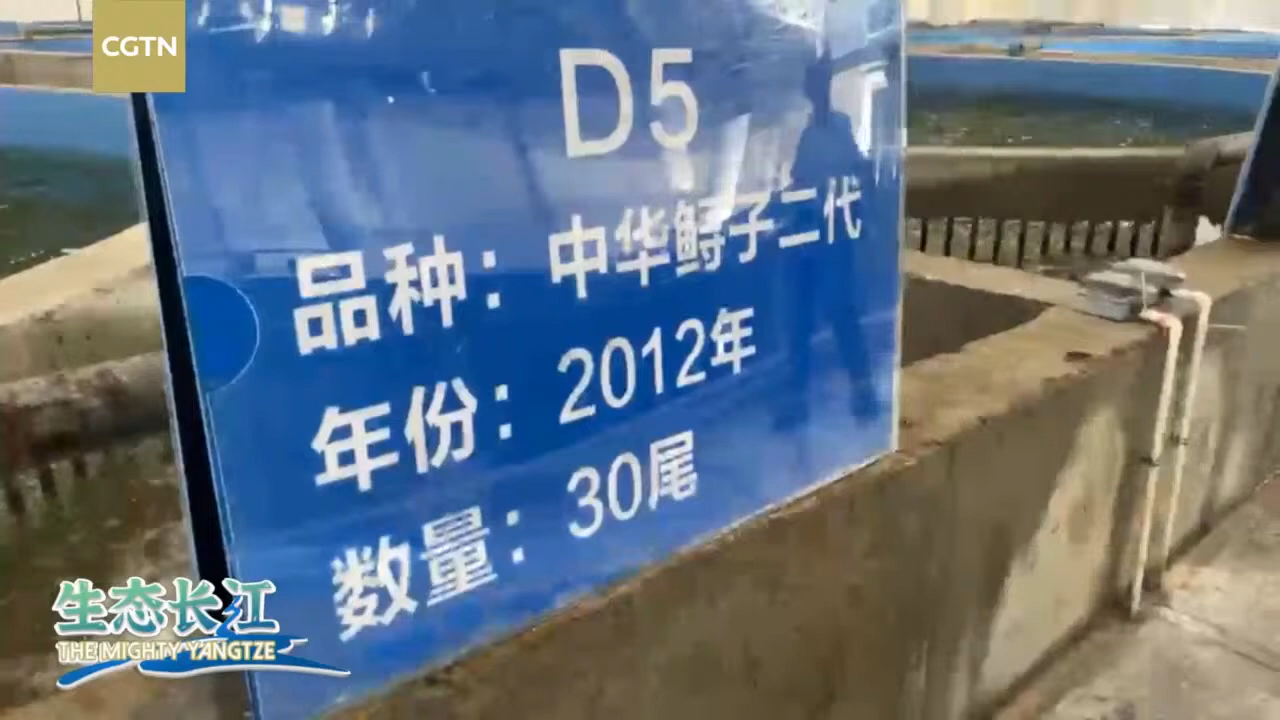 CGTN
D5
品种：中华鲟子二代
年份：2012年
数量：30尾
生态长江
THE MIGHTY YANGTZE